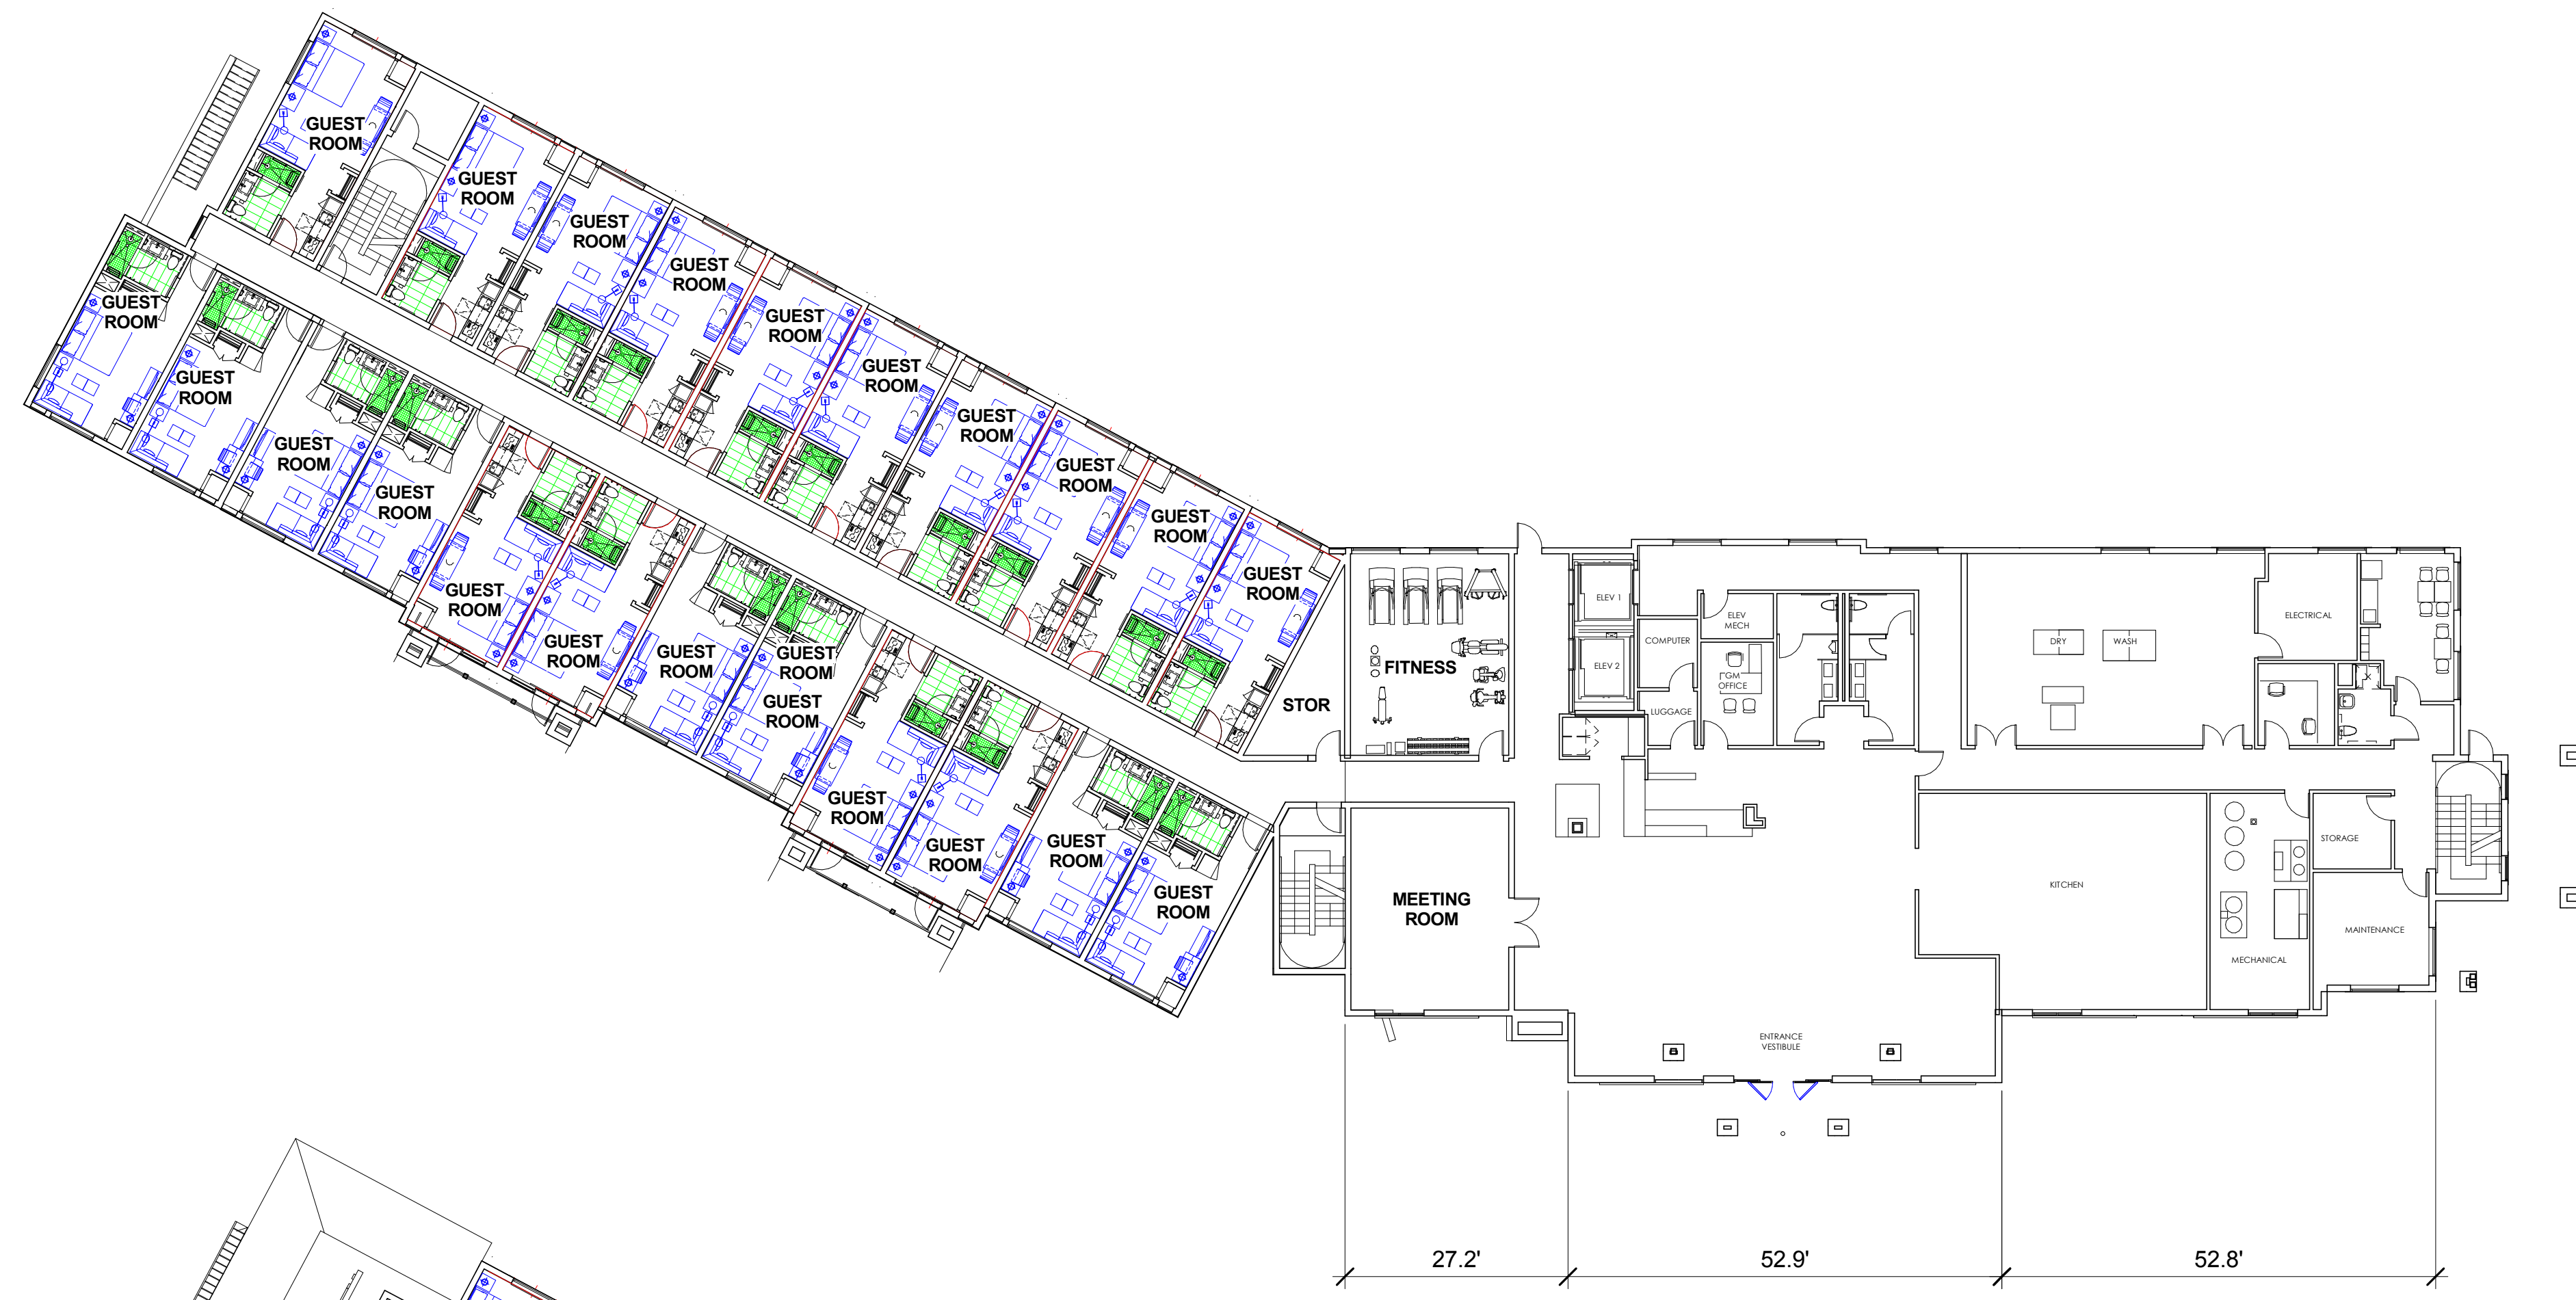 GUEST
ROOM
GUEST
ROOM
GUEST
ROOM
GUEST
ROOM
GUEST
ROOM
GUEST
ROOM
GUEST
ROOM
GUEST
ROOM
GUEST
ROOM
GUEST
ROOM
GUEST
ROOM
GUEST
ROOM
GUEST
ROOM
GUEST
ROOM
GUEST
ROOM
GUEST
ROOM
GUEST
ROOM
GUEST
ROOM
GUEST
ROOM
GUEST
ROOM
GUEST
ROOM
GUEST
ROOM
GUEST
ROOM
STOR
FITNESS
MEETING
ROOM
ELEV 1
ELEV 2
COMPUTER
LUGGAGE
ELEV
MECH
GM
OFFICE
DRY
WASH
ELECTRICAL
KITCHEN
STORAGE
MAINTENANCE
MECHANICAL
ENTRANCE
VESTIBULE
27.2'
52.9'
52.8'